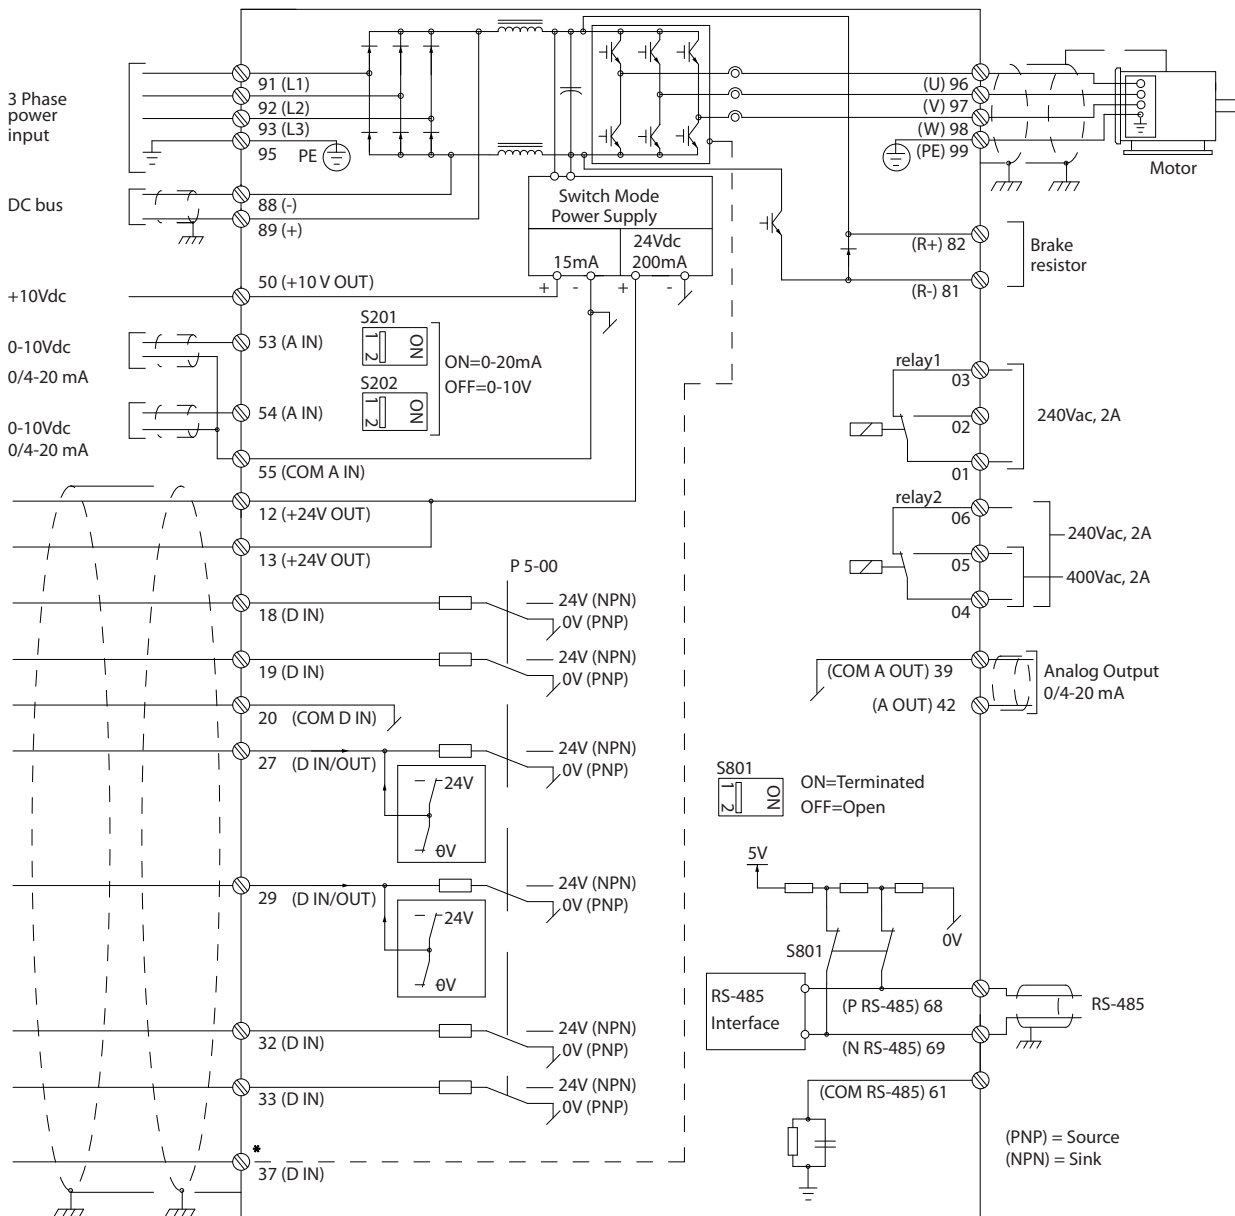 3 Phase
power
input
91 (L1)
92 (L2)
93 (L3)
95
PE
DC bus
88 (-)
89 (+)
+10Vdc
50 (+10 V OUT)
0-10Vdc
0/4-20 mA
53 (A IN)
0-10Vdc
0/4-20 mA
54 (A IN)
55 (COM A IN)
12 (+24V OUT)
13 (+24V OUT)
18 (D IN)
19 (D IN)
20 (COM D IN)
27 (D IN/OUT)
29 (D IN/OUT)
32 (D IN)
33 (D IN)
*
37 (D IN)
S201
1
2
ON
S202
1
2
ON
ON=0-20mA
OFF=0-10V
Switch Mode
Power Supply
15mA
24Vdc
200mA
+ - + -
P 5-00
24V (NPN)
0V (PNP)
24V (NPN)
0V (PNP)
24V (NPN)
0V (PNP)
24V
0V
24V (NPN)
0V (PNP)
24V
0V
24V (NPN)
0V (PNP)
24V (NPN)
0V (PNP)
(U) 96
(V) 97
(W) 98
(PE) 99
Motor
(R+) 82
(R-) 81
Brake
resistor
relay1
03
02
01
240Vac, 2A
relay2
06
05
04
240Vac, 2A
400Vac, 2A
(COM A OUT) 39
(A OUT) 42
Analog Output
0/4-20 mA
S801
1
2
ON
ON=Terminated
OFF=Open
5V
0V
S801
RS-485
Interface
(P RS-485) 68
(N RS-485) 69
RS-485
(COM RS-485) 61
(PNP) = Source
(NPN) = Sink